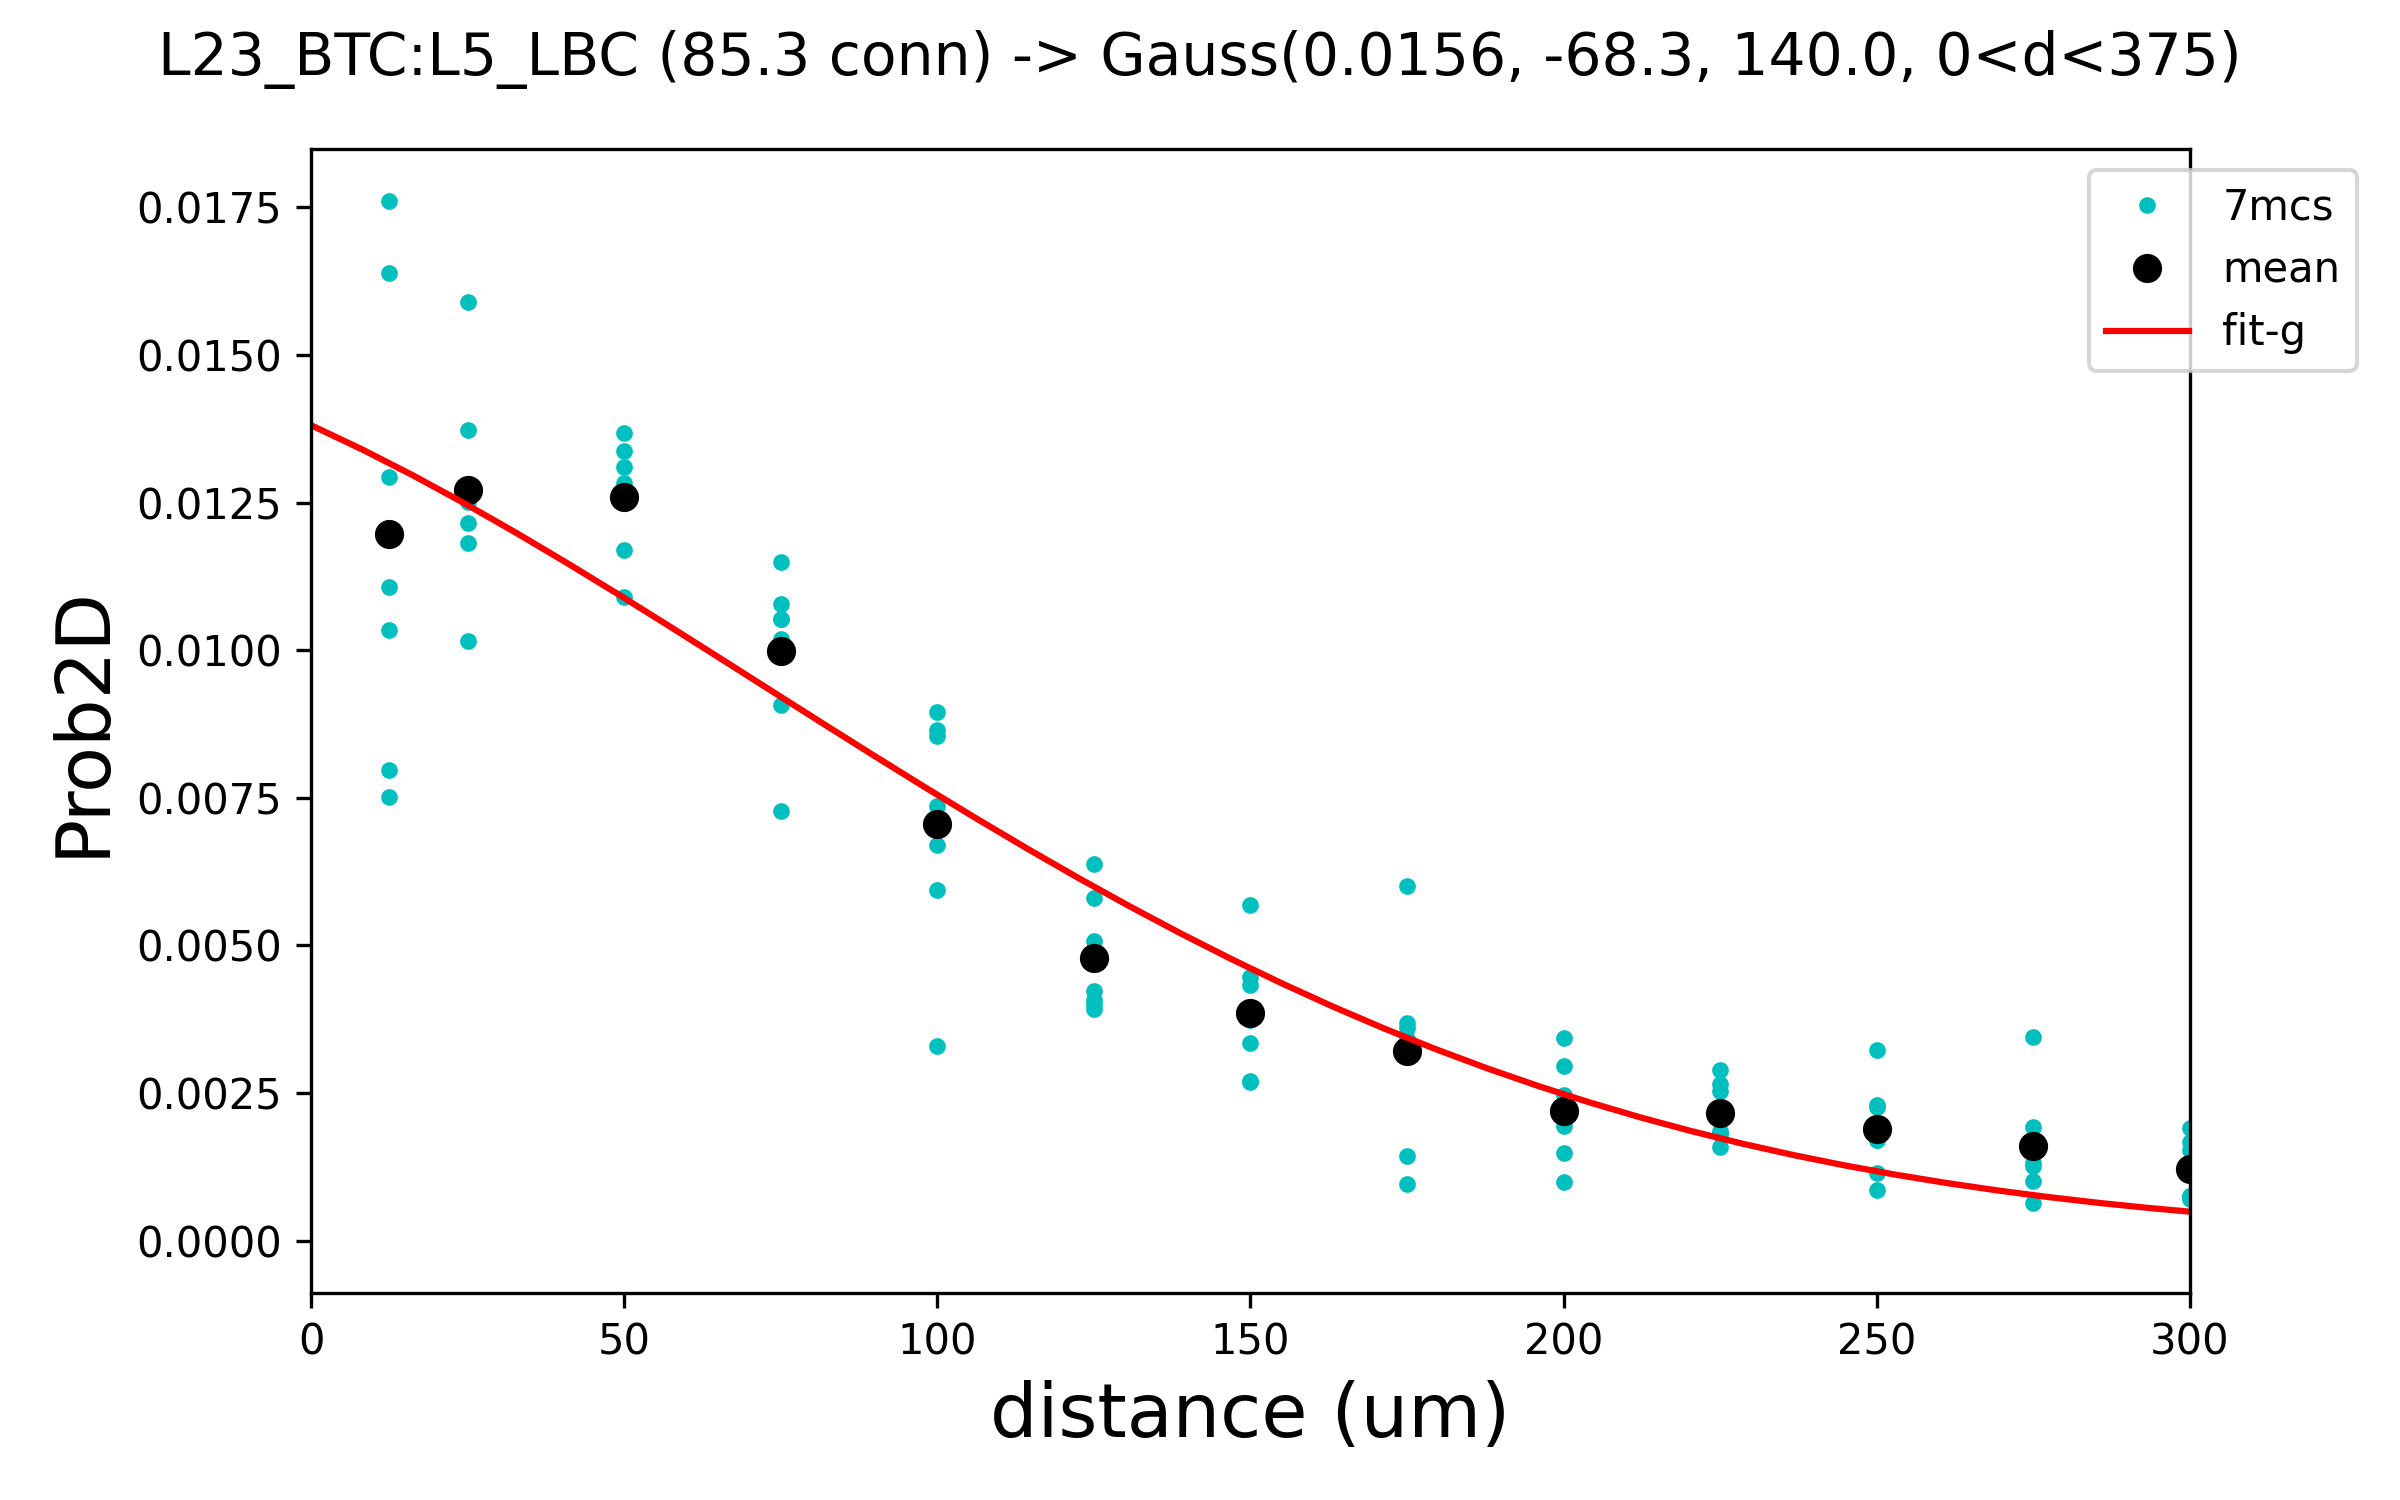 L23_BTC:L5_LBC (85.3 conn) -> Gauss(0.0156, -68.3, 140.0, 0<d<375)
7mcs
mean
fit-g
Prob2D
0.0175
0.0150
0.0125
0.0100
0.0075
0.0050
0.0025
0.0000
0 50 100 150 200 250 300
distance (um)